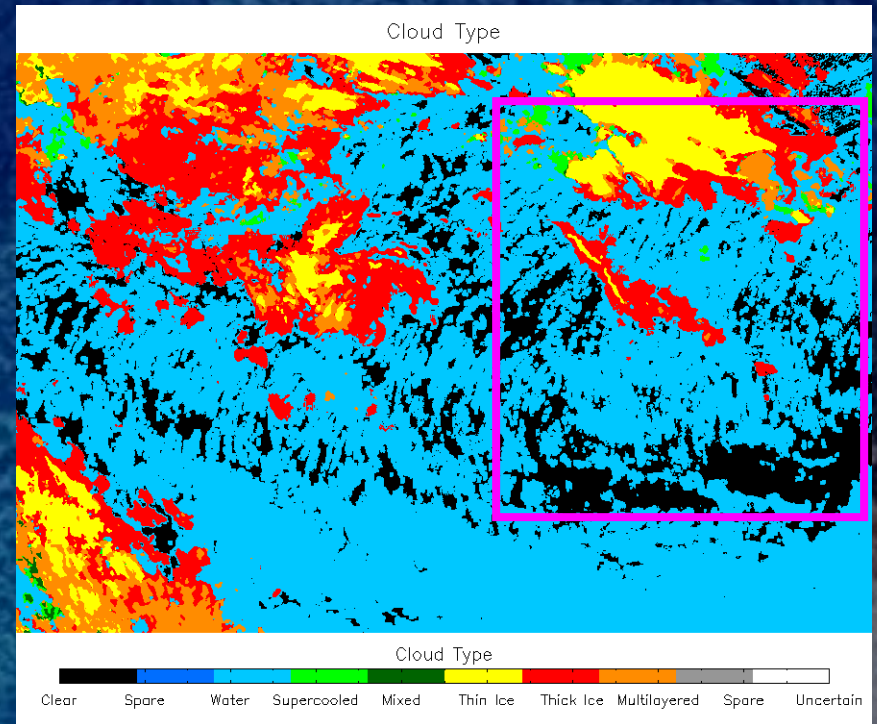 Cloud Type
Cloud Type
Clear Spare Water Supercooled Mixed Thin Ice Thick Ice Multilayered Spare Uncertain